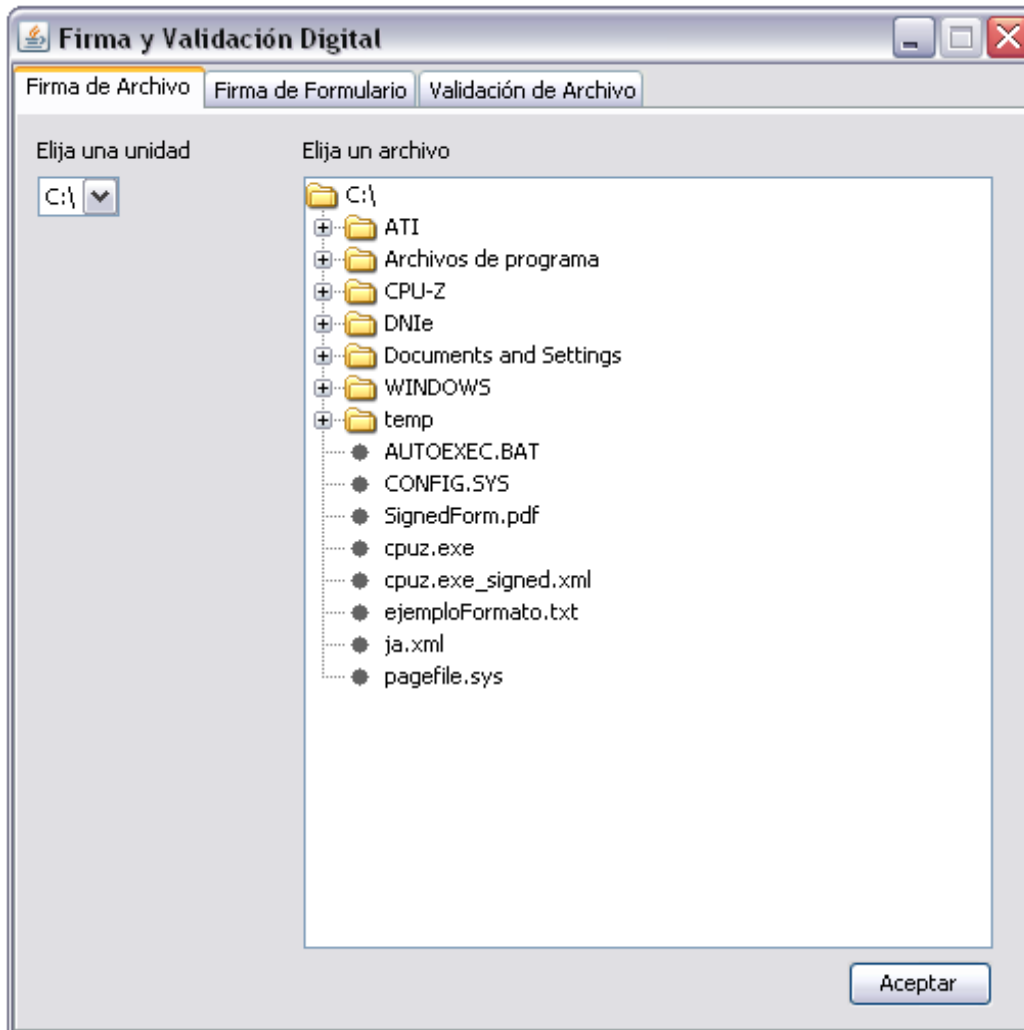 Firma y Validación Digital
Firma de Archivo
Firma de Formulario
Validación de Archivo
Elija una unidad
Elija un archivo
C:\
C:\
ATI
Archivos de programa
CPU-Z
DNIe
Documents and Settings
WINDOWS
temp
AUTOEXEC.BAT
CONFIG.SYS
SignedForm.pdf
cpuz.exe
cpuz.exe_signed.xml
ejemploFormato.txt
ja.xml
pagefile.sys
Aceptar